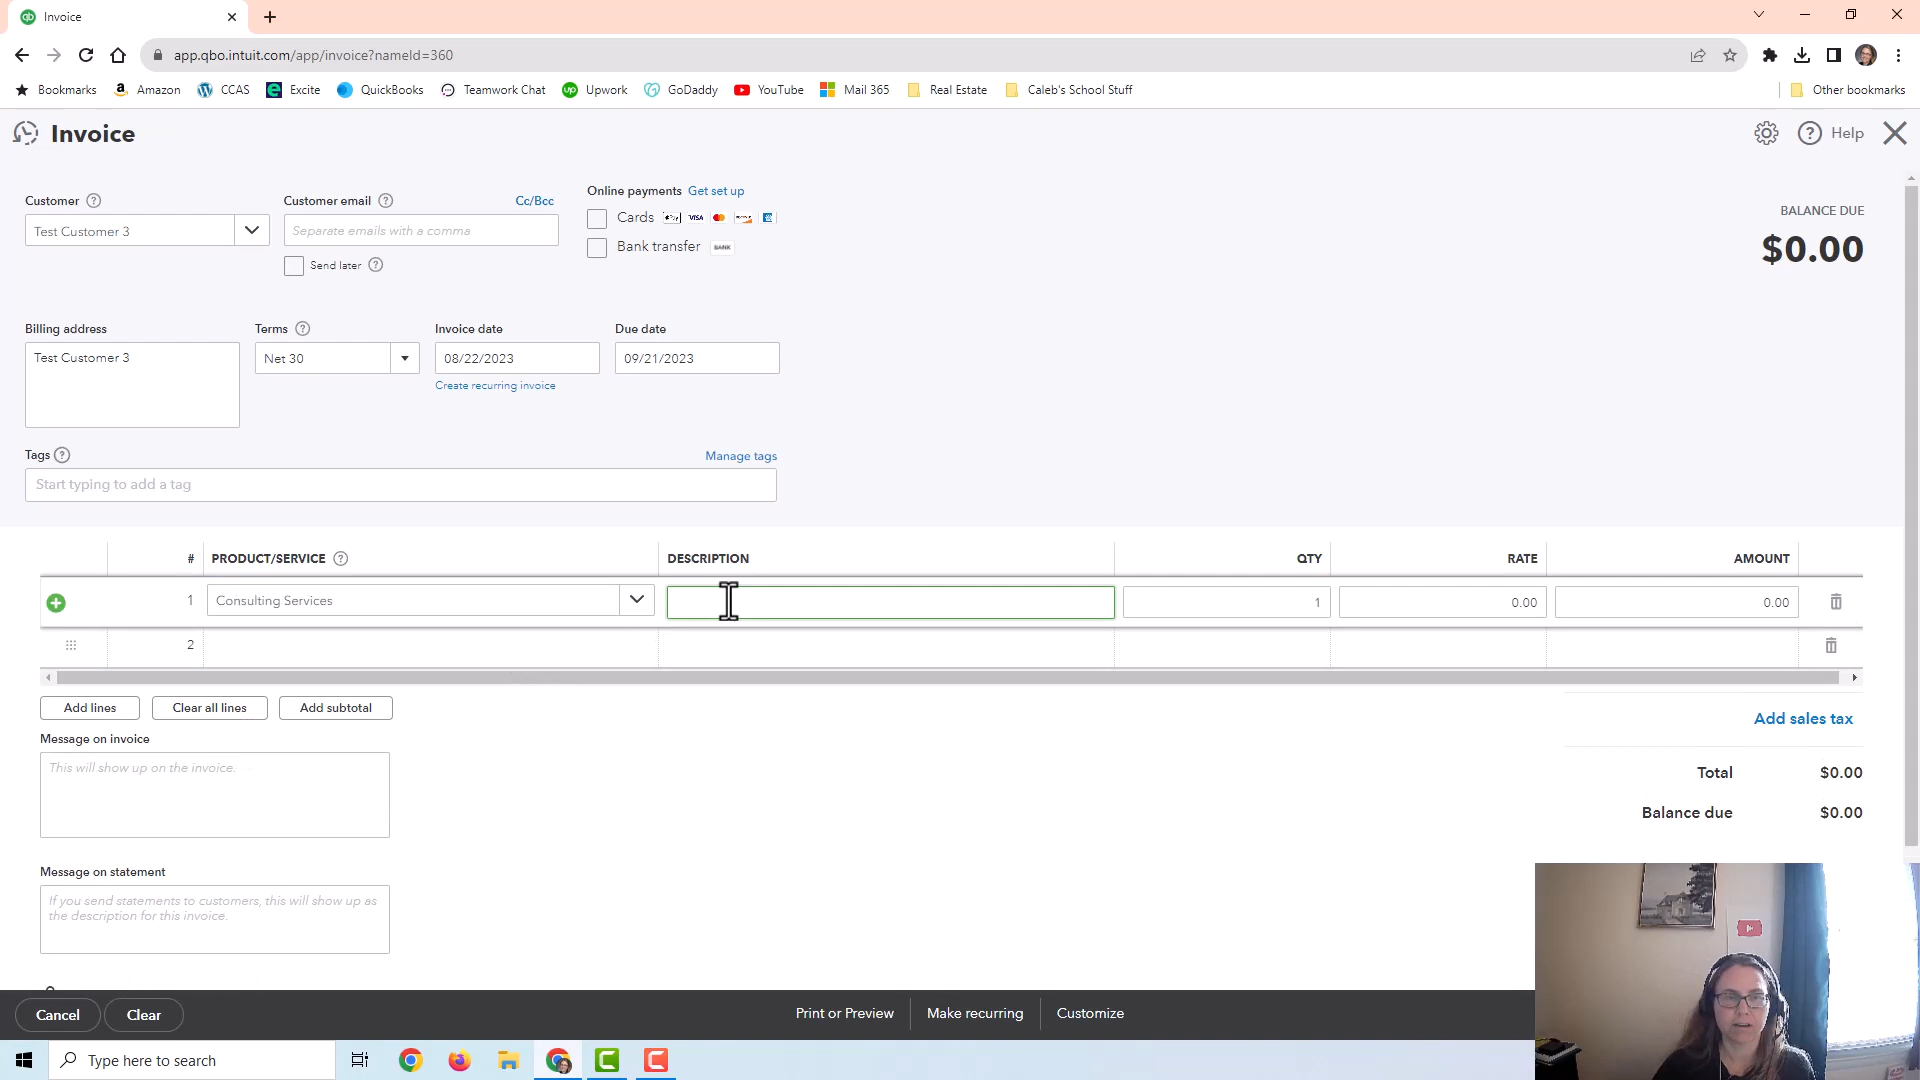 Invoice
app.qbo.intuit.com/app/invoice?nameId=360
Bookmarks Amazon CCAS Excite QuickBooks Teamwork Chat Upwork GoDaddy YouTube Mail 365 Real Estate Caleb's School Stuff Other bookmarks
Invoice Help
Customer Customer email Cc/Bcc Online payments Get set up
Test Customer 3 Separate emails with a comma Cards VISA
Send later Bank transfer BANK
BALANCE DUE
$0.00
Billing address Terms Invoice date Due date
Test Customer 3 Net 30 08/22/2023 09/21/2023
Create recurring invoice
Tags Manage tags
Start typing to add a tag
# PRODUCT/SERVICE DESCRIPTION QTY RATE AMOUNT
1 Consulting Services 1 0.00 0.00
2
Add lines Clear all lines Add subtotal
Add sales tax
Message on invoice
This will show up on the invoice.
Total $0.00
Balance due $0.00
Message on statement
If you send statements to customers, this will show up as
the description for this invoice.
Cancel Clear Print or Preview Make recurring Customize
Type here to search